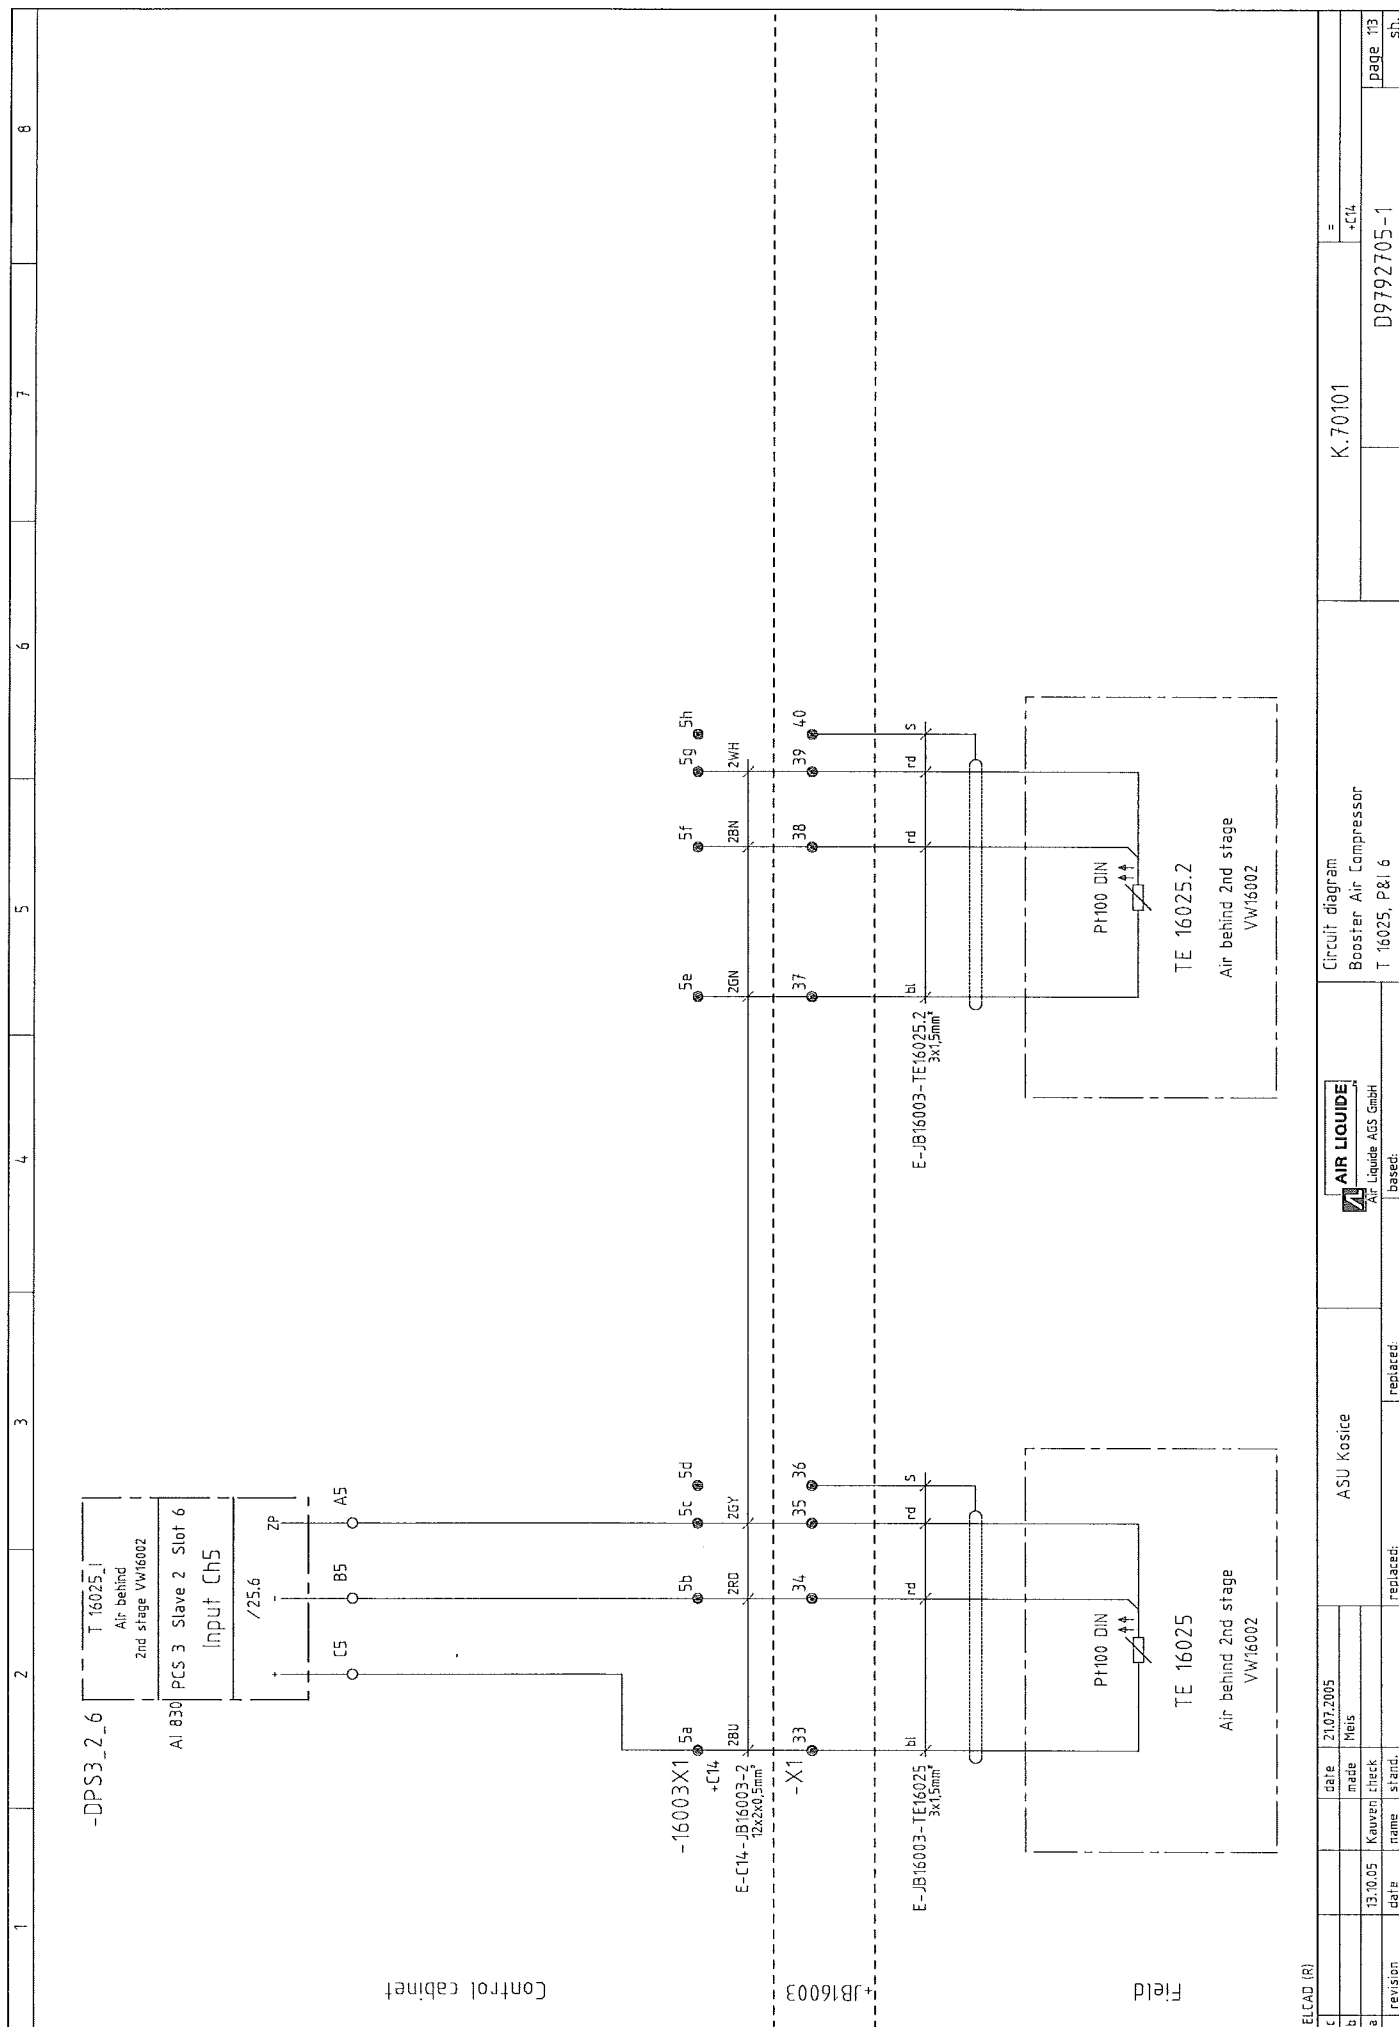 1 2 3 4 5 6 7 8
-DPS3_2_6
T 16025_I
Air behind
2nd stage VW16002
AI 830 PCS 3 Slave 2 Slot 6
Input Ch5
/25.6
+ - ZP
C5 B5 A5
Control cabinet
-16003X1 5a 5b 5c 5d 5e 5f 5g 5h
+C14
2BU 2RD 2GY 2GN 2BN 2WH
E-C14-JB16003-2
12x2x0,5mm²
+JB16003
-X1 33 34 35 36 37 38 39 40
bl rd rd S bl rd rd S
E-JB16003-TE16025
3x1,5mm²
E-JB16003-TE16025.2
3x1,5mm²
Field
Pt100 DIN
TE 16025
Air behind 2nd stage
VW16002
Pt100 DIN
TE 16025.2
Air behind 2nd stage
VW16002
ELCAD (R)
c
b
a 13.10.05 Kauven
revision date name
date 21.07.2005
made Meis
check
stand.
ASU Kosice
replaced: replaced: based:
AIR LIQUIDE
Air Liquide AGS GmbH
Circuit diagram
Booster Air Compressor
T 16025, P&I 6
K.70101
=
+C14
D9792705-1
page 113
sh.